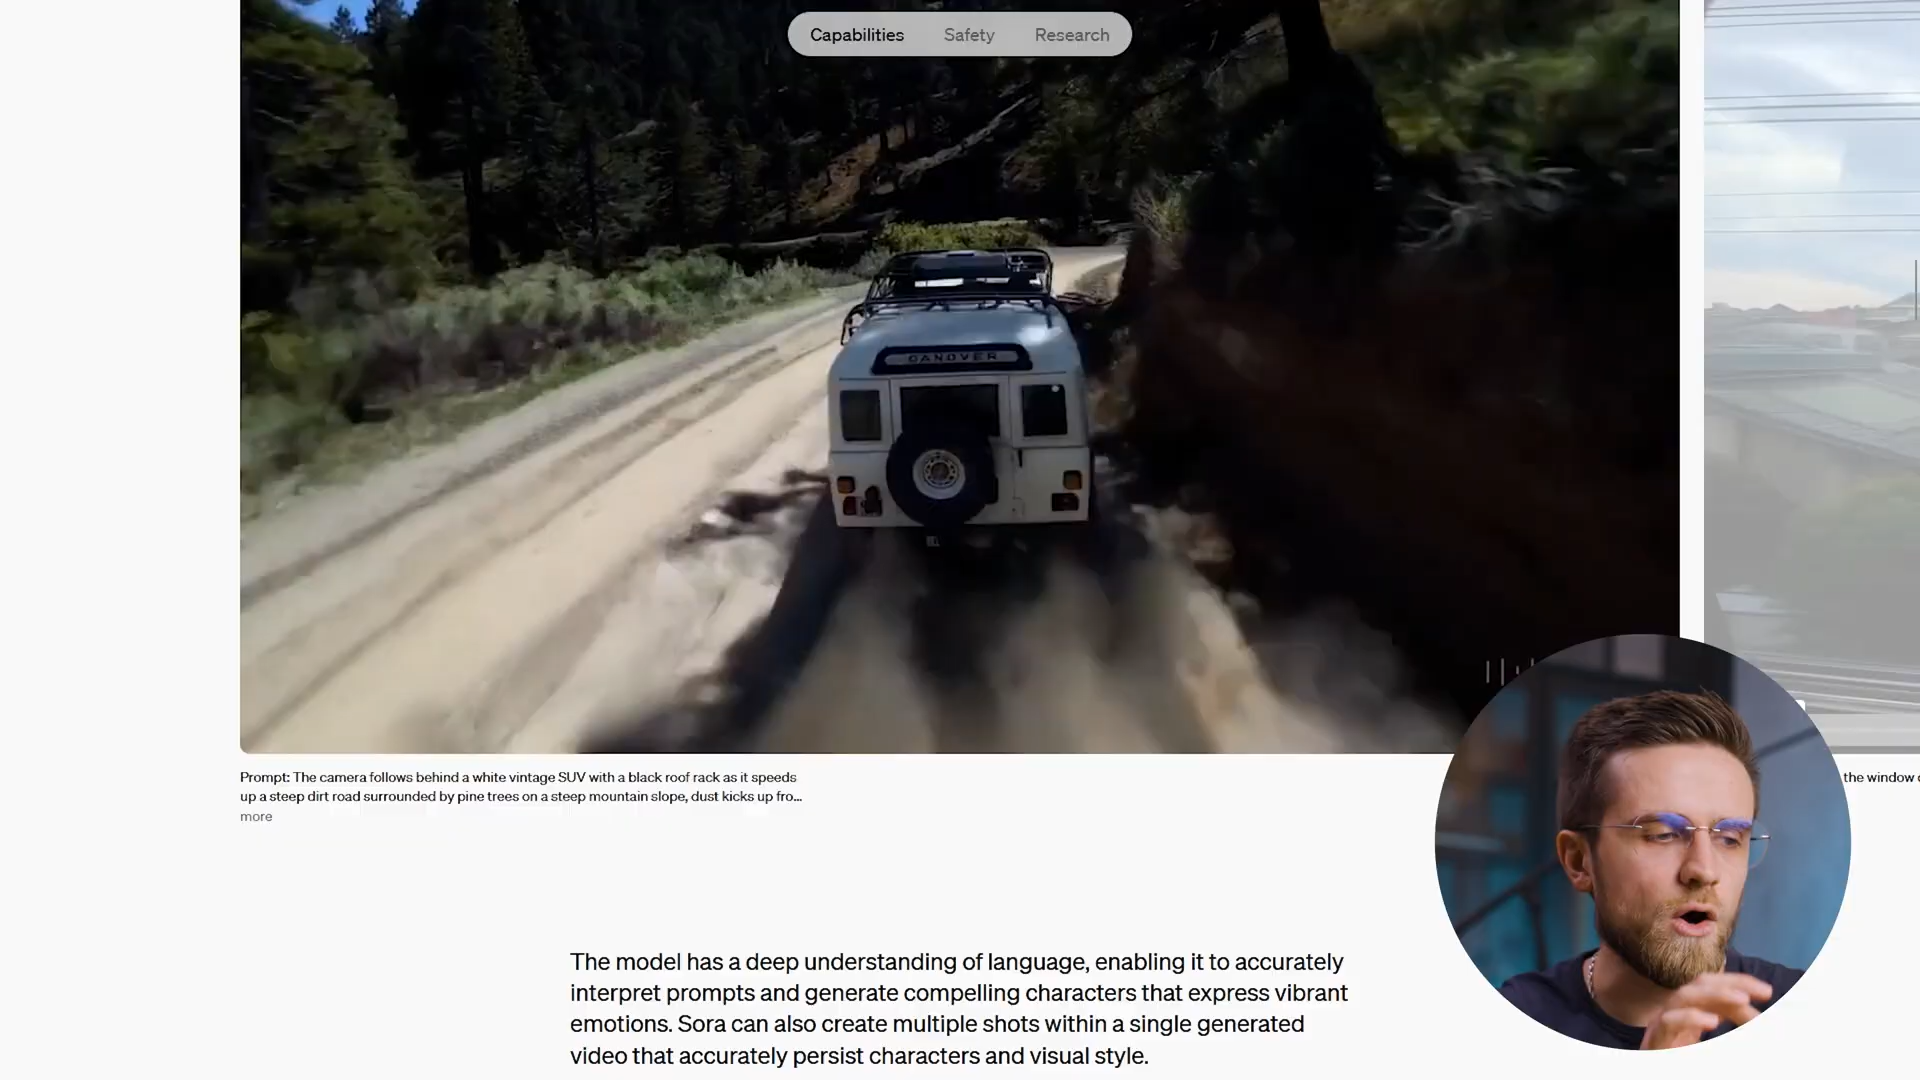 Capabilities Safety Research
DANOVER
Prompt: The camera follows behind a white vintage SUV with a black roof rack as it speeds
up a steep dirt road surrounded by pine trees on a steep mountain slope, dust kicks up fro...
more
the window
The model has a deep understanding of language, enabling it to accurately
interpret prompts and generate compelling characters that express vibrant
emotions. Sora can also create multiple shots within a single generated
video that accurately persist characters and visual style.